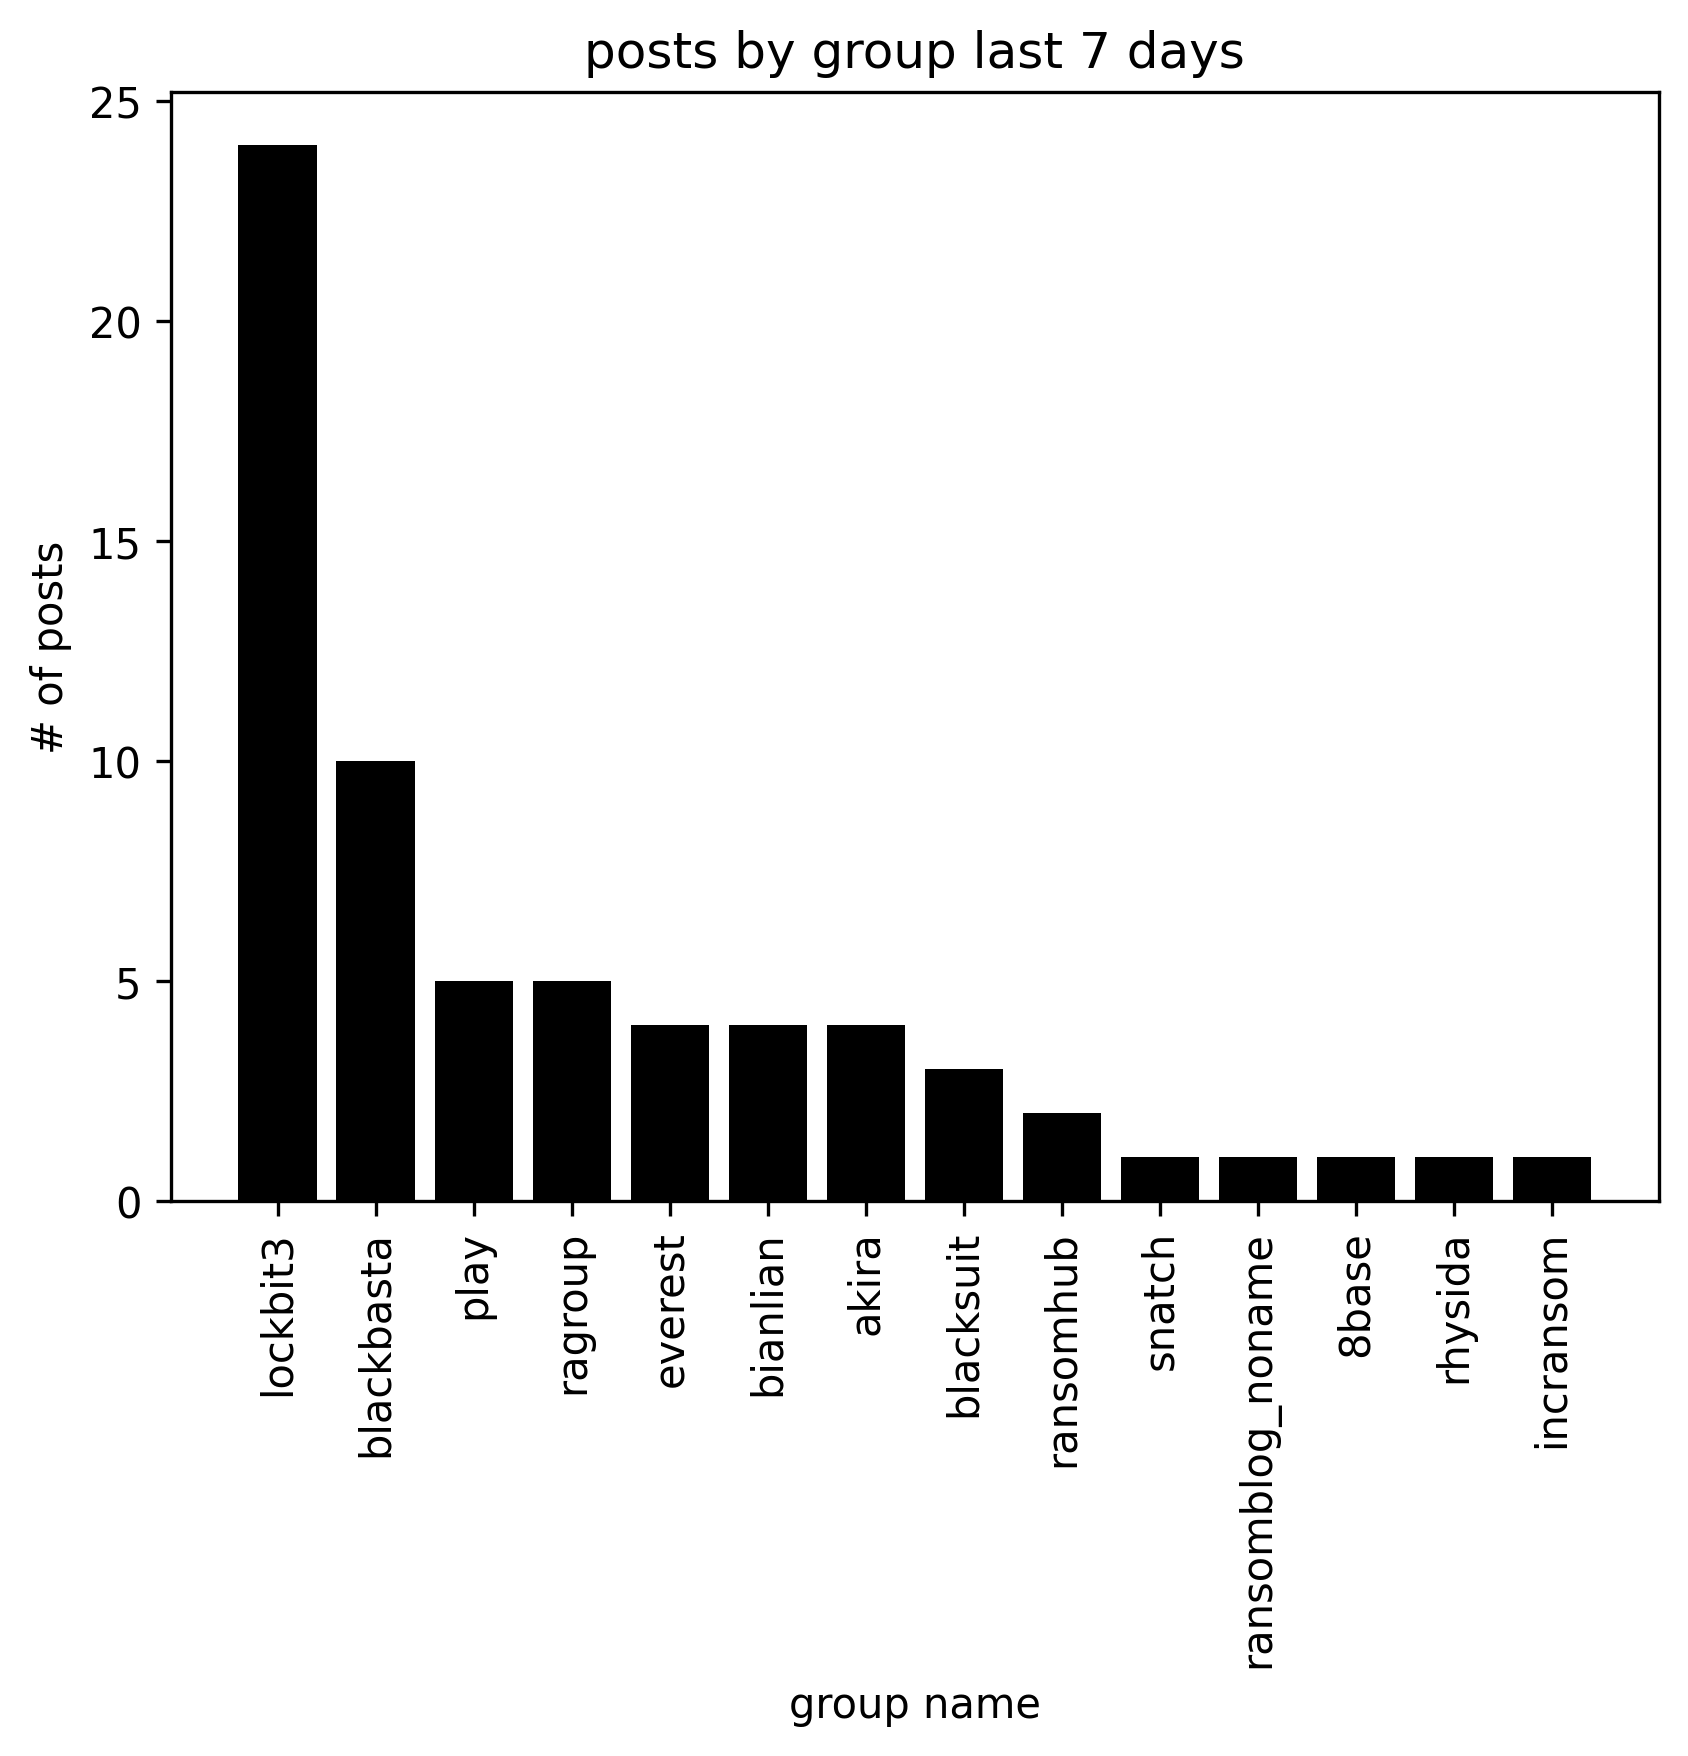 posts by group last 7 days
# of posts
25
20
15
10
5
0
lockbit3
blackbasta
play
ragroup
everest
bianlian
akira
blacksuit
ransomhub
snatch
ransomblog_noname
8base
rhysida
incransom
group name